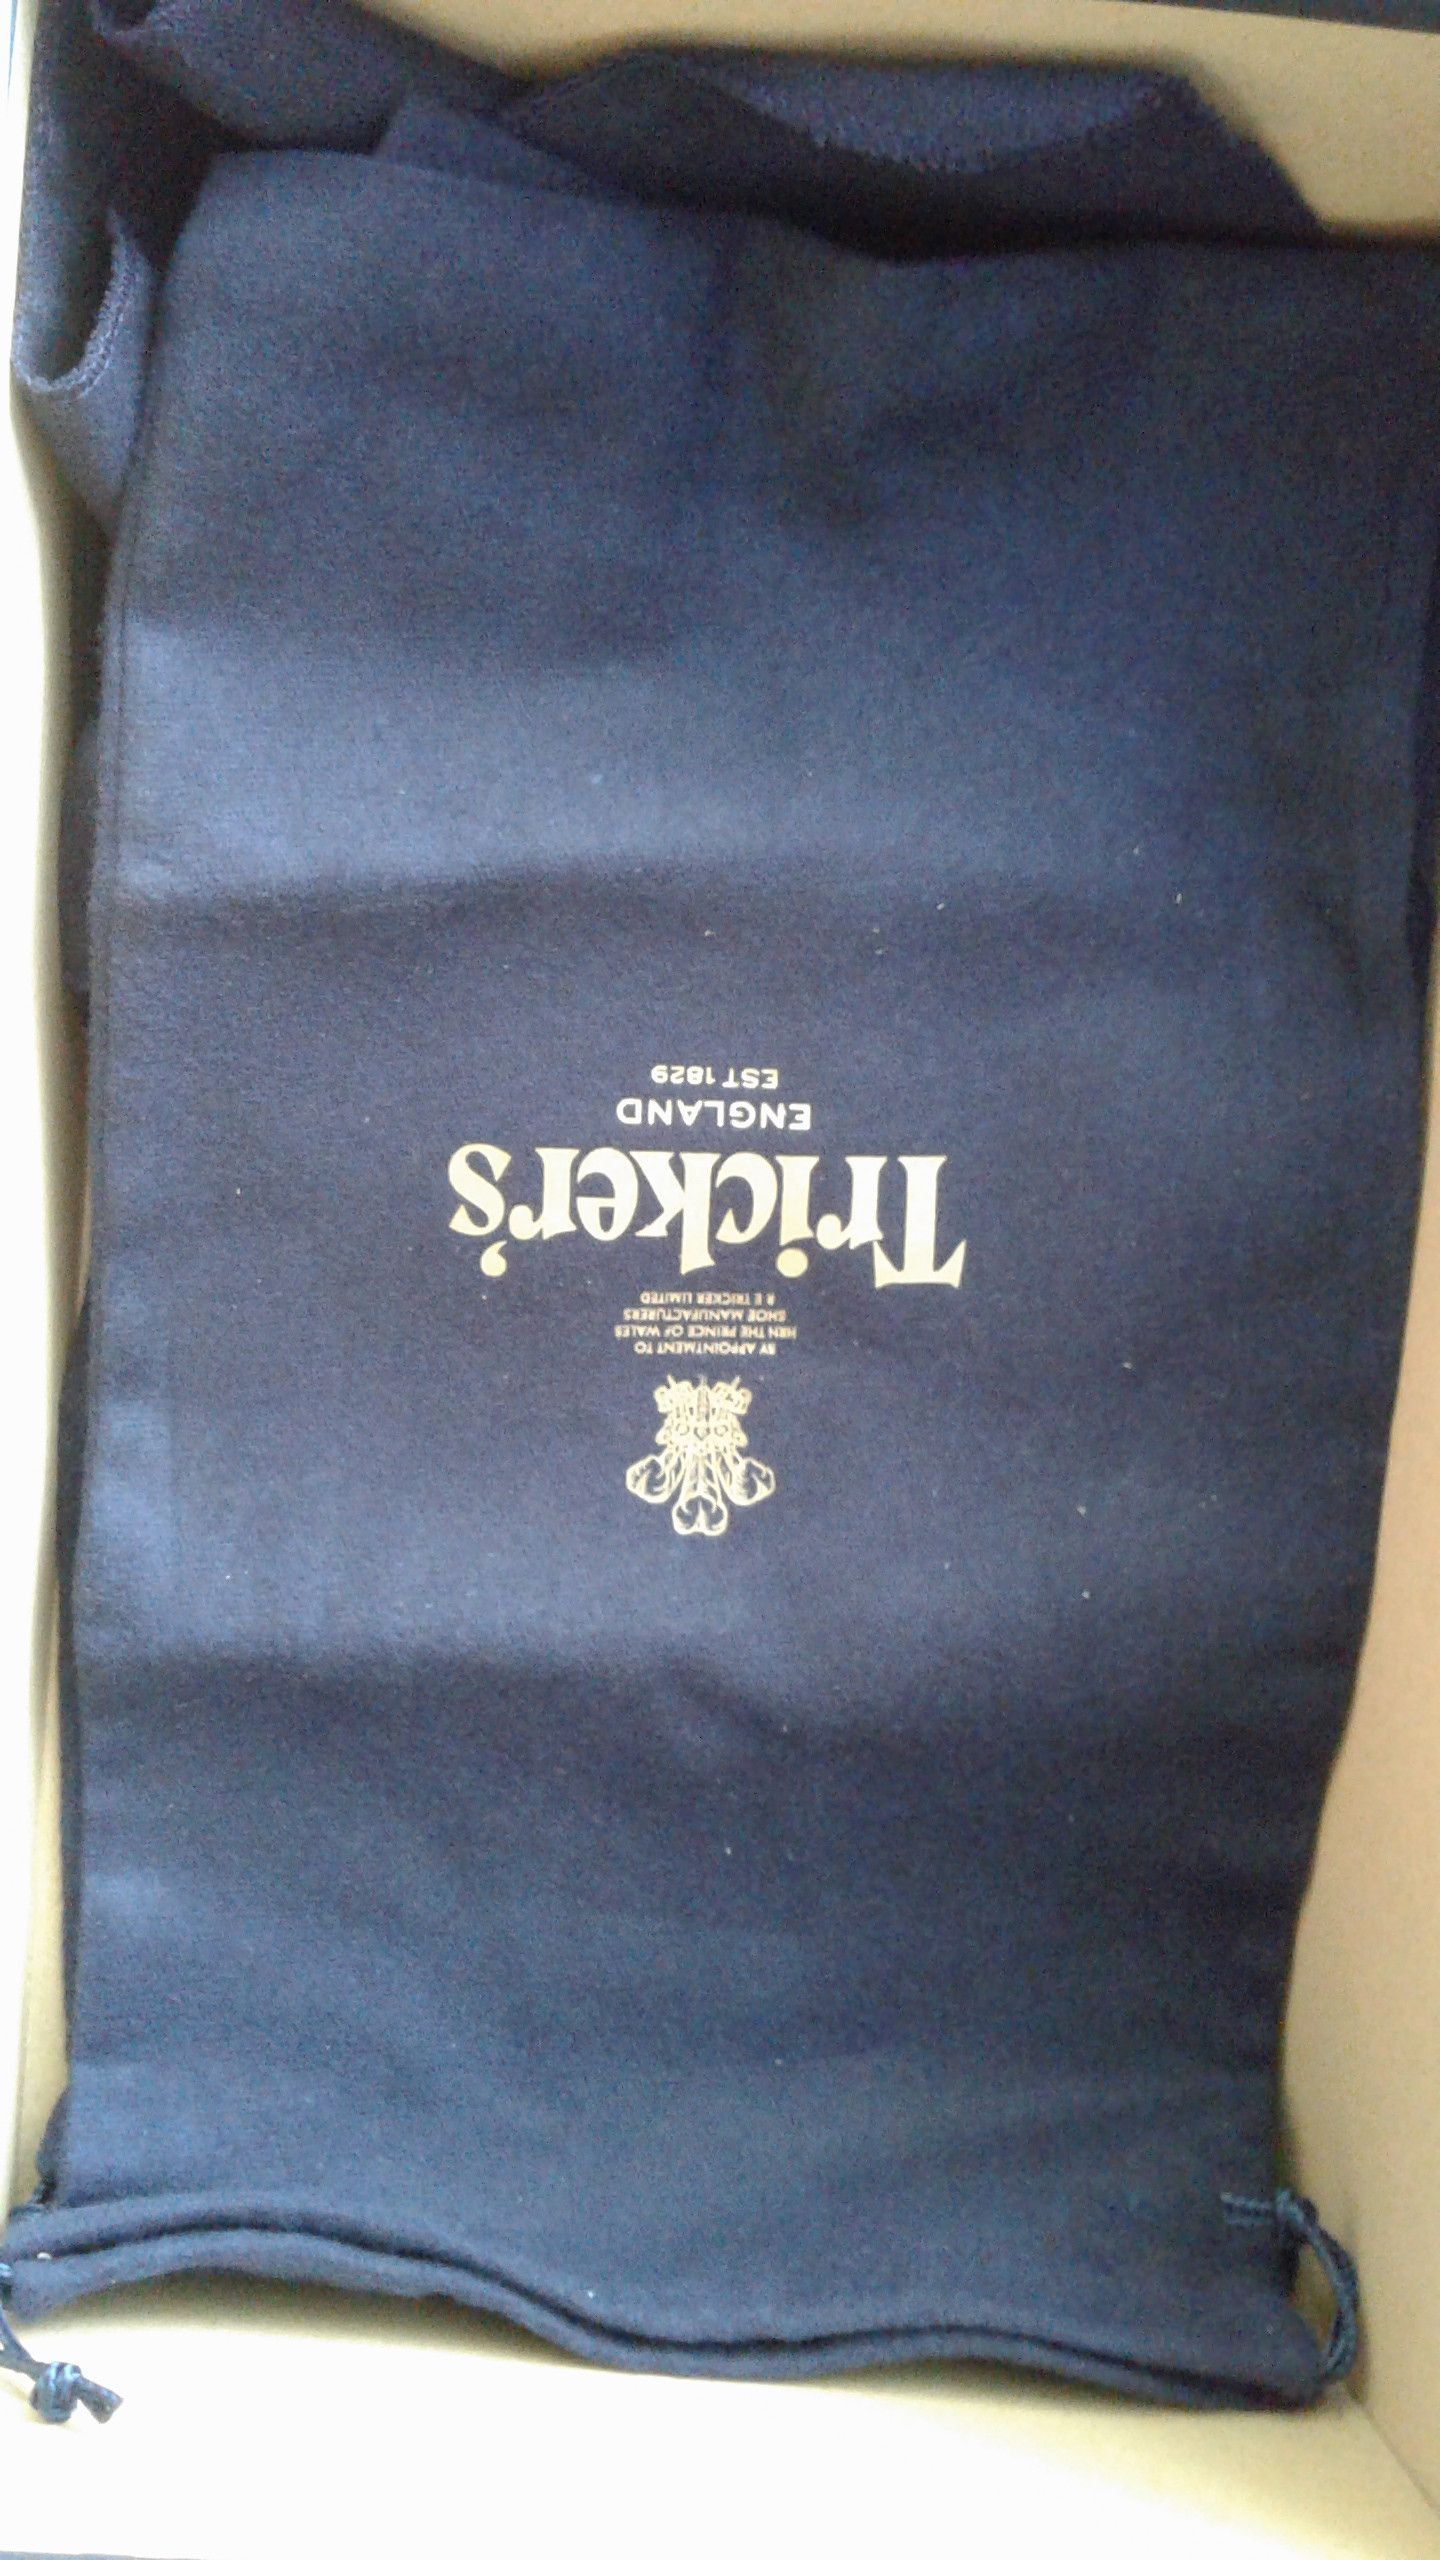 BY APPOINTMENT TO
HRH THE PRINCE OF WALES
SHOE MANUFACTURERS
R E TRICKER LIMITED
Tricker's
ENGLAND
EST 1829